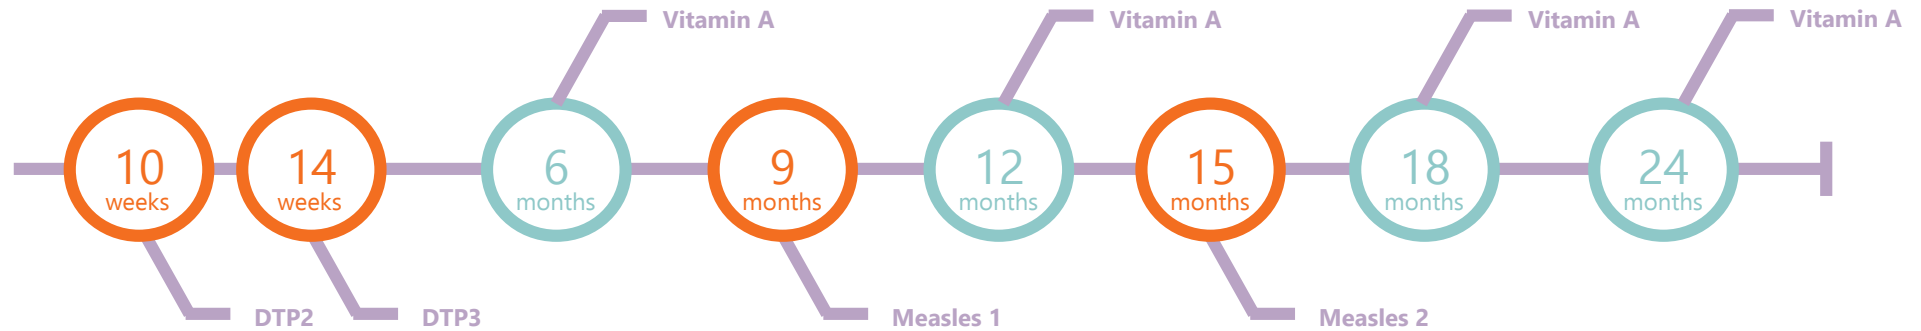 Vitamin A
Vitamin A
Vitamin A
Vitamin A
10
weeks
14
weeks
6
months
9
months
12
months
15
months
18
months
24
months
DTP2
DTP3
Measles 1
Measles 2